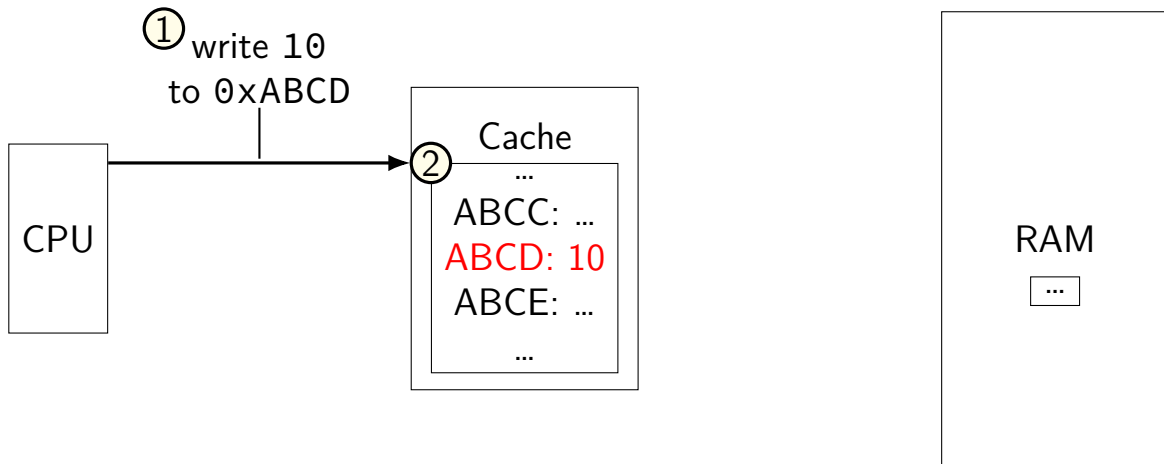 1
write 10
to 0xABCD
CPU
2
Cache
...
ABCC: ...
ABCD: 10
ABCE: ...
...
RAM
...